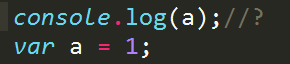 console.log(a);//?
var a = 1;